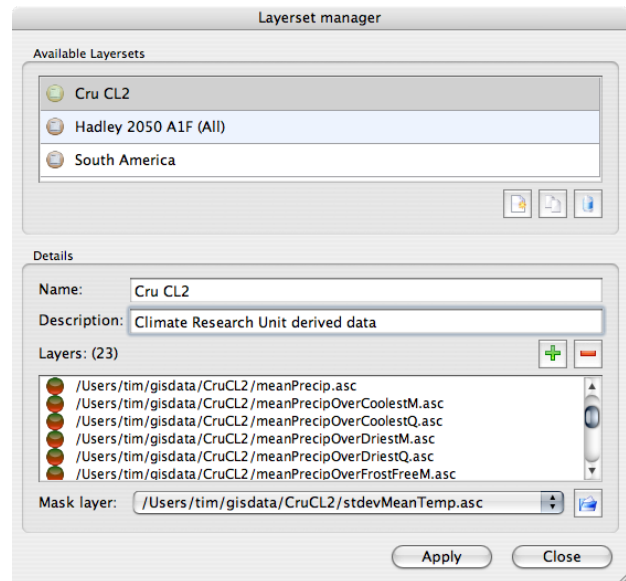 Layerset manager
Available Layersets
Cru CL2
Hadley 2050 A1F (All)
South America
Details
Name: Cru CL2
Description: Climate Research Unit derived data
Layers: (23)
/Users/tim/gisdata/CruCL2/meanPrecip.asc
/Users/tim/gisdata/CruCL2/meanPrecipOverCoolestM.asc
/Users/tim/gisdata/CruCL2/meanPrecipOverCoolestQ.asc
/Users/tim/gisdata/CruCL2/meanPrecipOverDriestM.asc
/Users/tim/gisdata/CruCL2/meanPrecipOverDriestQ.asc
/Users/tim/gisdata/CruCL2/meanPrecipOverFrostFreeM.asc
Mask layer: /Users/tim/gisdata/CruCL2/stdevMeanTemp.asc
Apply Close